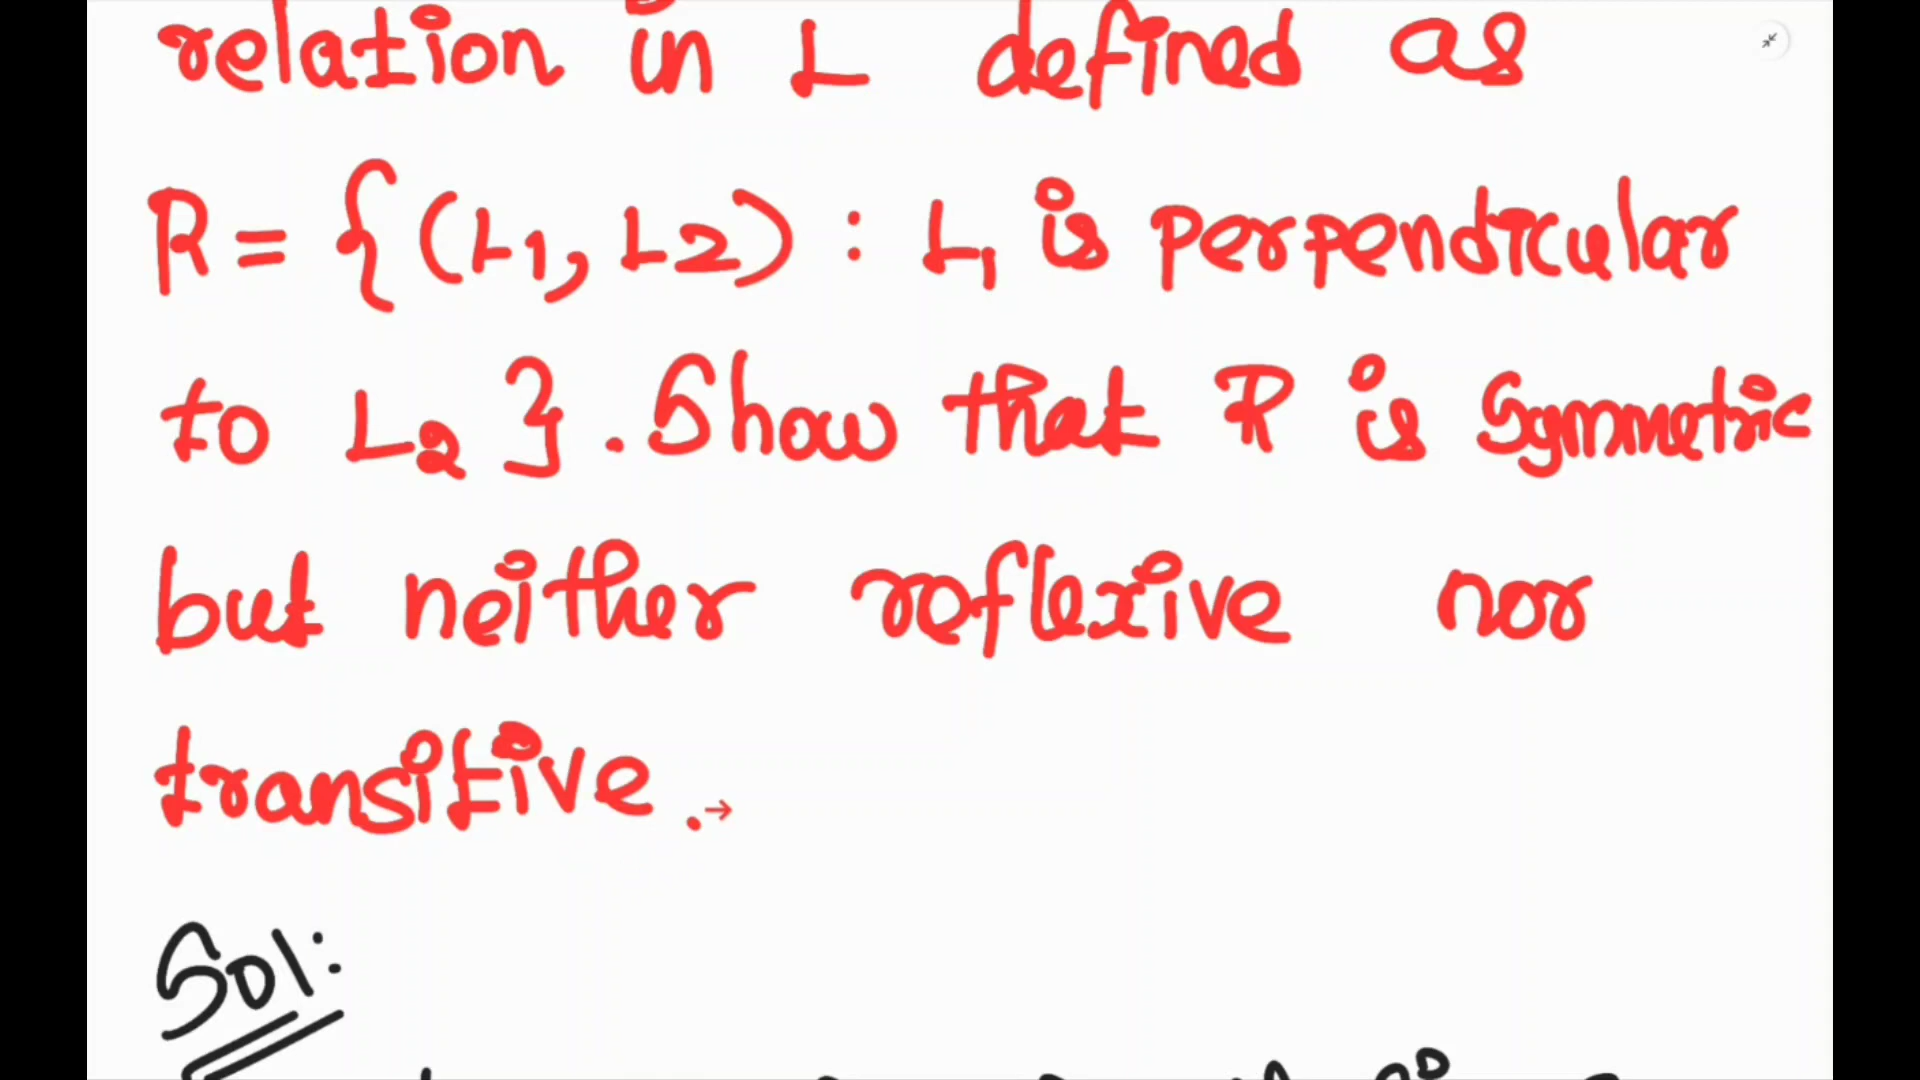 relation in L defined as
R = {(L1, L2) : L1 is perpendicular
to L2}. Show that R is Symmetric
but neither reflexive nor
transitive.
Sol: